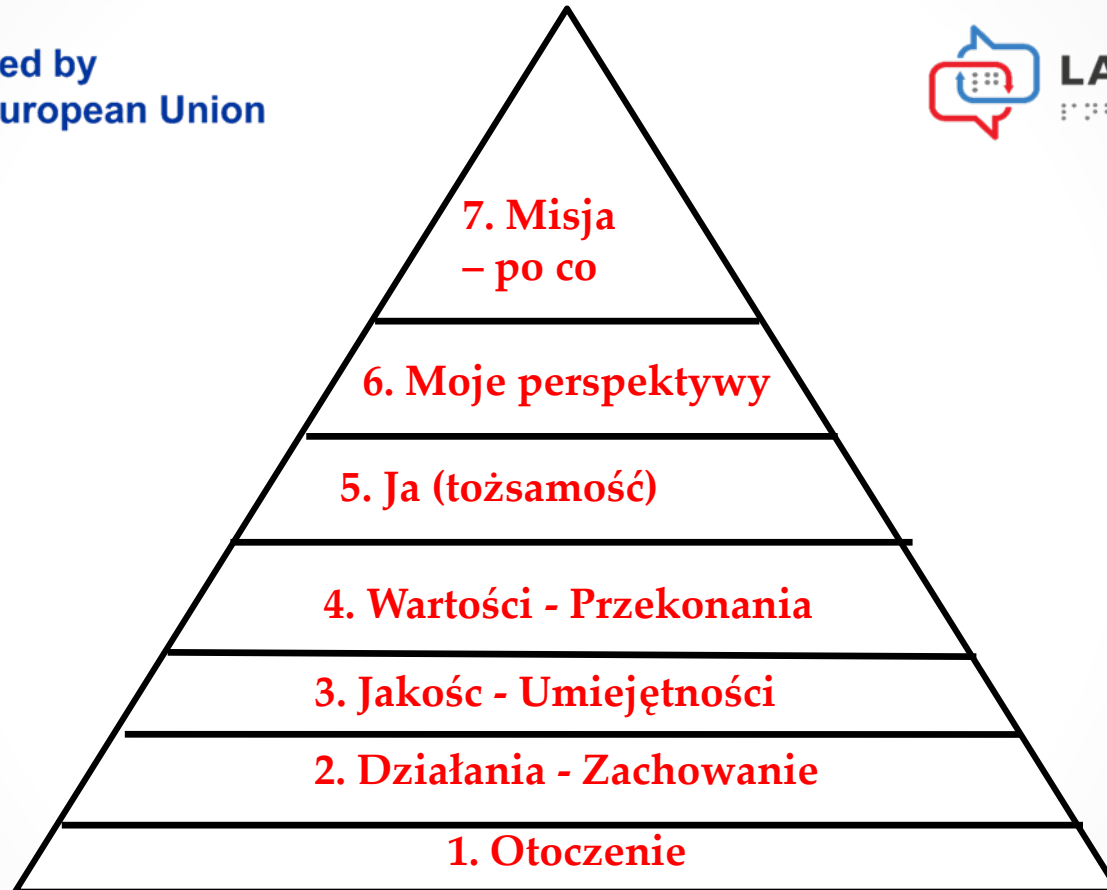 ed by
uropean Union
LA
7. Misja
– po co
6. Moje perspektywy
5. Ja (tożsamość)
4. Wartości - Przekonania
3. Jakośc - Umiejętności
2. Działania - Zachowanie
1. Otoczenie